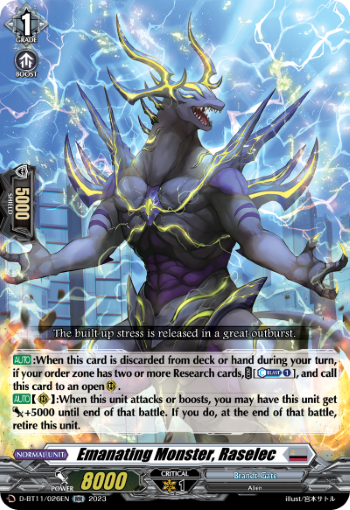 1
GRADE
BOOST
5000
SHIELD
The built up stress is released in a great outburst.
AUTO:When this card is discarded from deck or hand during your turn,
if your order zone has two or more Research cards, [C-BLAST 1], and call
this card to an open R.
AUTO[R]:When this unit attacks or boosts, you may have this unit get
+5000 until end of that battle. If you do, at the end of that battle,
retire this unit.
NORMAL UNIT
Emanating Monster, Raselec
POWER 8000
CRITICAL
1
Brandt Gate
Alien
D-BT11/026EN RR 2023
illust/宮本サトル